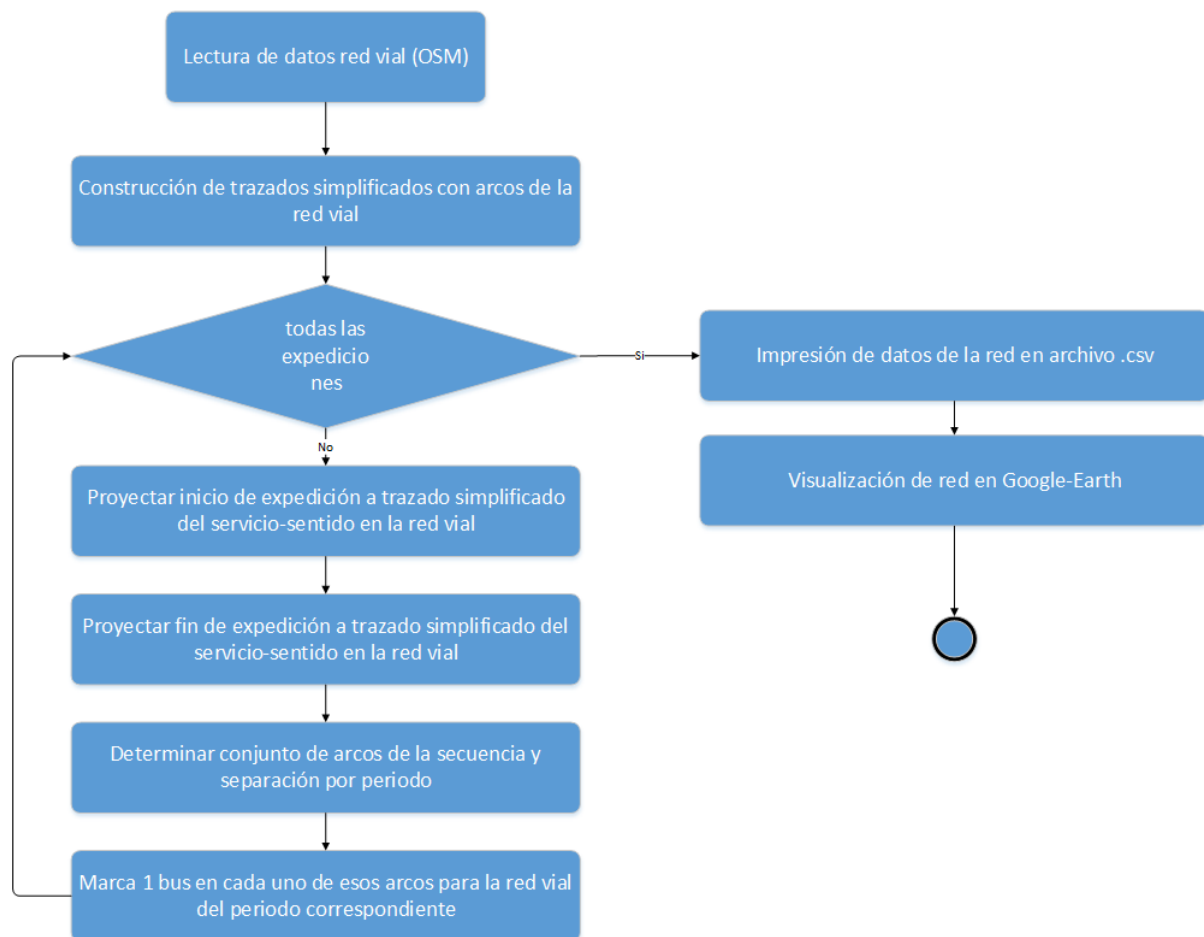 Lectura de datos red vial (OSM)
Construcción de trazados simplificados con arcos de la
red vial
todas las
expedicio
nes
Si
Impresión de datos de la red en archivo .csv
Visualización de red en Google-Earth
No
Proyectar inicio de expedición a trazado simplificado
del servicio-sentido en la red vial
Proyectar fin de expedición a trazado simplificado del
servicio-sentido en la red vial
Determinar conjunto de arcos de la secuencia y
separación por periodo
Marca 1 bus en cada uno de esos arcos para la red vial
del periodo correspondiente